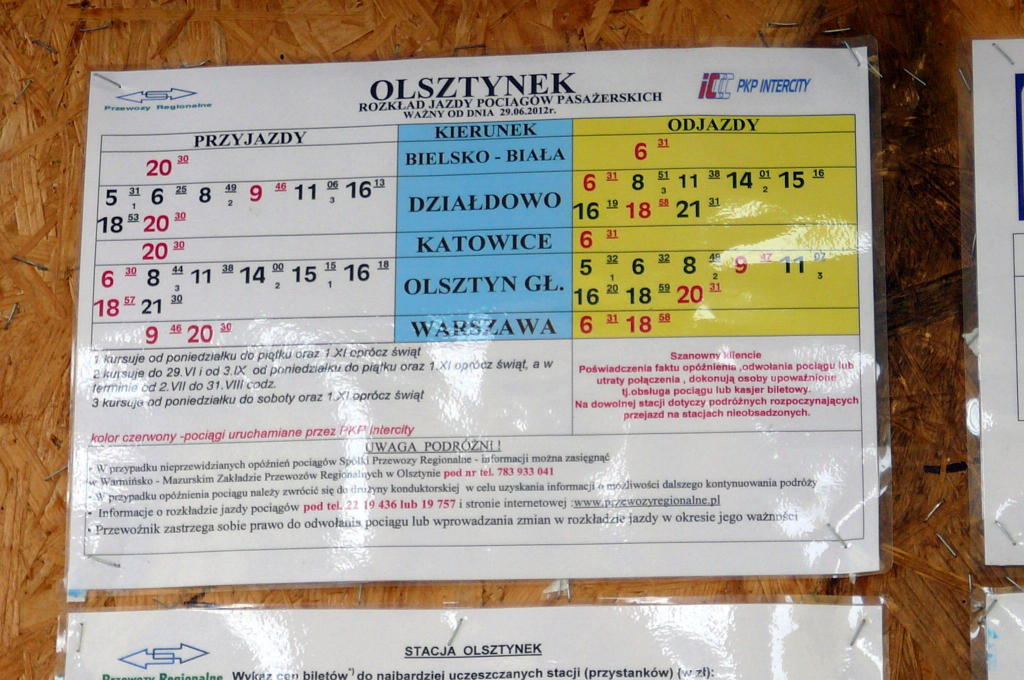 OLSZTYNEK
ROZKŁAD JAZDY POCIĄGÓW PASAŻERSKICH
WAŻNY OD DNIA 29.06.2012r.
Przewozy Regionalne
PKP INTERCITY
PRZYJAZDY KIERUNEK ODJAZDY
20 30 BIELSKO - BIAŁA 6 31
5 31 1 6 25 8 49 2 9 46 11 06 3 16 13
18 53 20 30
DZIAŁDOWO
6 31 8 51 3 11 38 14 01 2 15 16
16 19 18 58 21 31
20 30 KATOWICE 6 31
6 30 8 44 3 11 38 14 00 2 15 15 1 16 18
18 57 21 30
OLSZTYN GŁ.
5 32 1 6 32 8 49 2 9 47 11 07 3
16 20 18 59 20 31
9 46 20 30 WARSZAWA 6 31 18 58
1 kursuje od poniedziałku do piątku oraz 1.XI oprócz świąt
2 kursuje do 29.VI i od 3.IX od poniedziałku do piątku oraz 1.XI oprócz świąt, a w
terminie od 2.VII do 31.VIII codz.
3 kursuje od poniedziałku do soboty oraz 1.XI oprócz świąt
kolor czerwony -pociągi uruchamiane przez PKP Intercity
Szanowny kliencie
Poświadczenia faktu opóźnienia ,odwołania pociągu lub
utraty połączenia , dokonują osoby upoważnione
tj.obsługa pociągu lub kasjer biletowy.
Na dowolnej stacji dotyczy podróżnych rozpoczynających
przejazd na stacjach nieobsadzonych.
UWAGA PODRÓŻNI !
• W przypadku nieprzewidzianych opóźnień pociągów Spółki Przewozy Regionalne - informacji można zasięgnąć
w Warmińsko - Mazurskim Zakładzie Przewozów Regionalnych w Olsztynie pod nr tel. 783 933 041
• W przypadku opóźnienia pociągu należy zwrócić się do drużyny konduktorskiej w celu uzyskania informacji o możliwości dalszego kontynuowania podróży
• Informacje o rozkładzie jazdy pociągów pod tel. 22 19 436 lub 19 757 i stronie internetowej :www.przewozyregionalne.pl
• Przewoźnik zastrzega sobie prawo do odwołania pociągu lub wprowadzania zmian w rozkładzie jazdy w okresie jego ważności
STACJA OLSZTYNEK
Przewozy Regionalne Wykaz cen biletów*) do najbardziej uczęszczanych stacji (przystanków) (w zł):